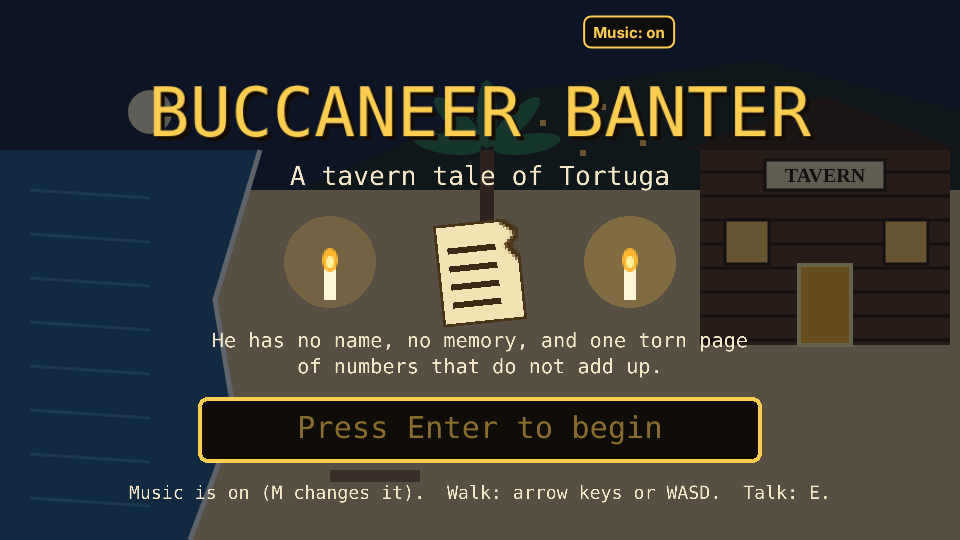 Music: on
BUCCANEER BANTER
A tavern tale of Tortuga
TAVERN
He has no name, no memory, and one torn page
of numbers that do not add up.
Press Enter to begin
Music is on (M changes it).  Walk: arrow keys or WASD.  Talk: E.